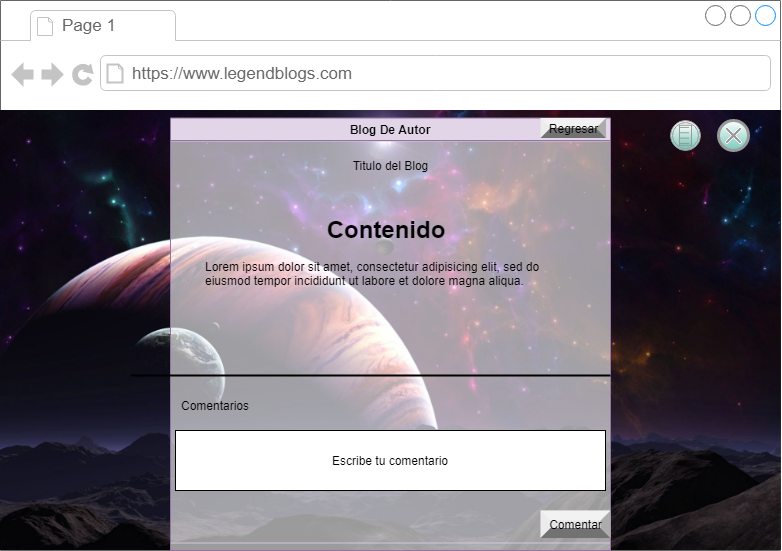 Page 1
https://www.legendblogs.com
Blog De Autor
Regresar
Titulo del Blog
Contenido
Lorem ipsum dolor sit amet, consectetur adipisicing elit, sed do
eiusmod tempor incididunt ut labore et dolore magna aliqua.
Comentarios
Escribe tu comentario
Comentar